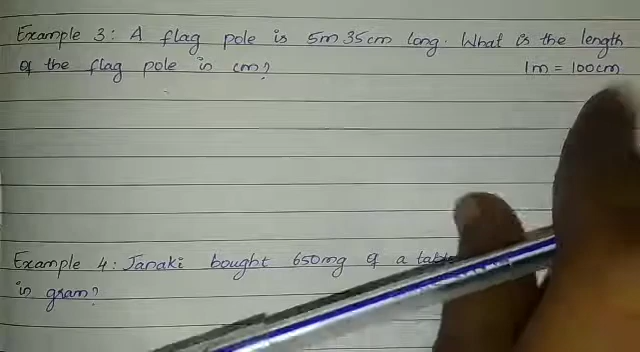 Example 3: A flag pole is 5m 35cm long. What is the length
of the flag pole in cm?
1m = 100cm
Example 4: Janaki bought 650mg of a
in gram?